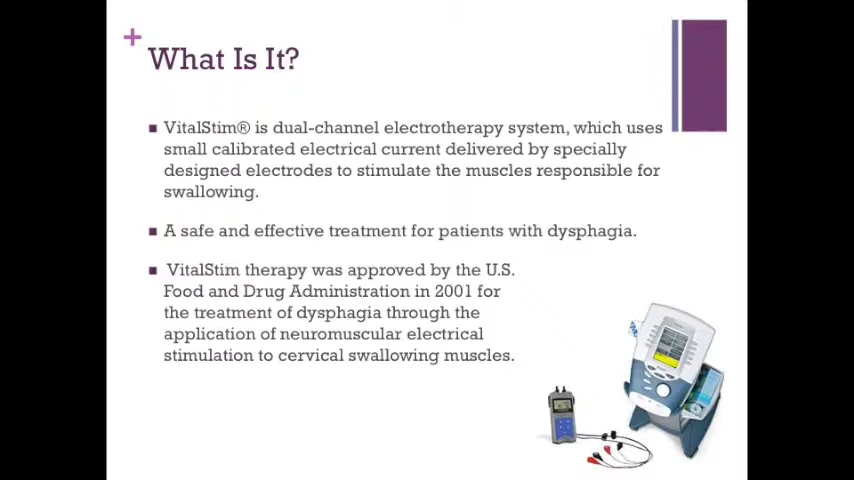 +
What Is It?
VitalStim® is dual-channel electrotherapy system, which uses
small calibrated electrical current delivered by specially
designed electrodes to stimulate the muscles responsible for
swallowing.
A safe and effective treatment for patients with dysphagia.
VitalStim therapy was approved by the U.S.
Food and Drug Administration in 2001 for
the treatment of dysphagia through the
application of neuromuscular electrical
stimulation to cervical swallowing muscles.